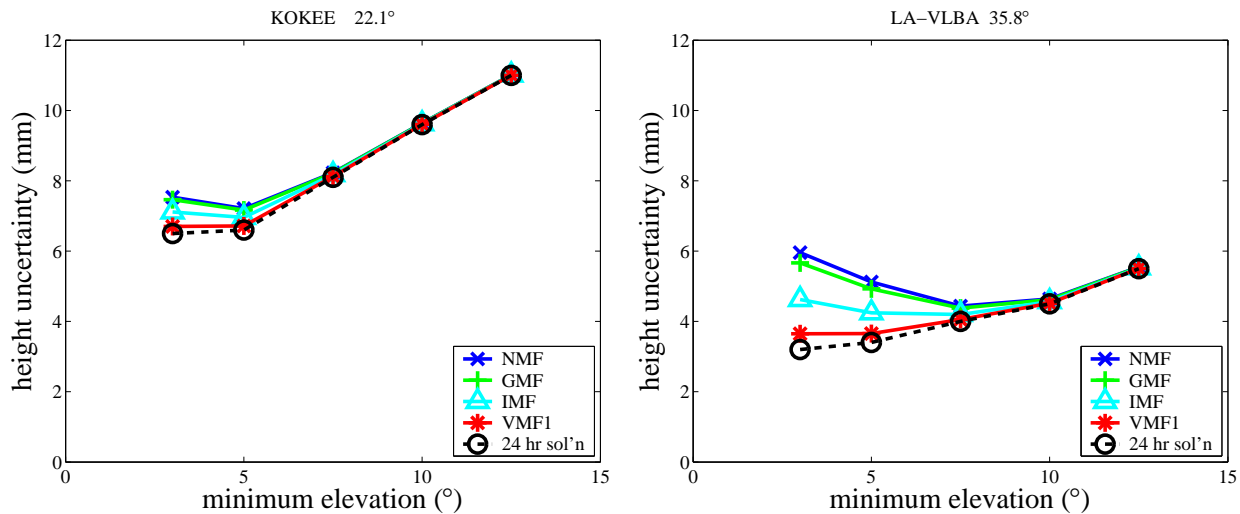 KOKEE 22.1°
12
10
8
6
4
2
0
0 5 10 15
height uncertainty (mm)
minimum elevation (°)
NMF
GMF
IMF
VMF1
24 hr sol'n
LA−VLBA 35.8°
12
10
8
6
4
2
0
0 5 10 15
height uncertainty (mm)
minimum elevation (°)
NMF
GMF
IMF
VMF1
24 hr sol'n